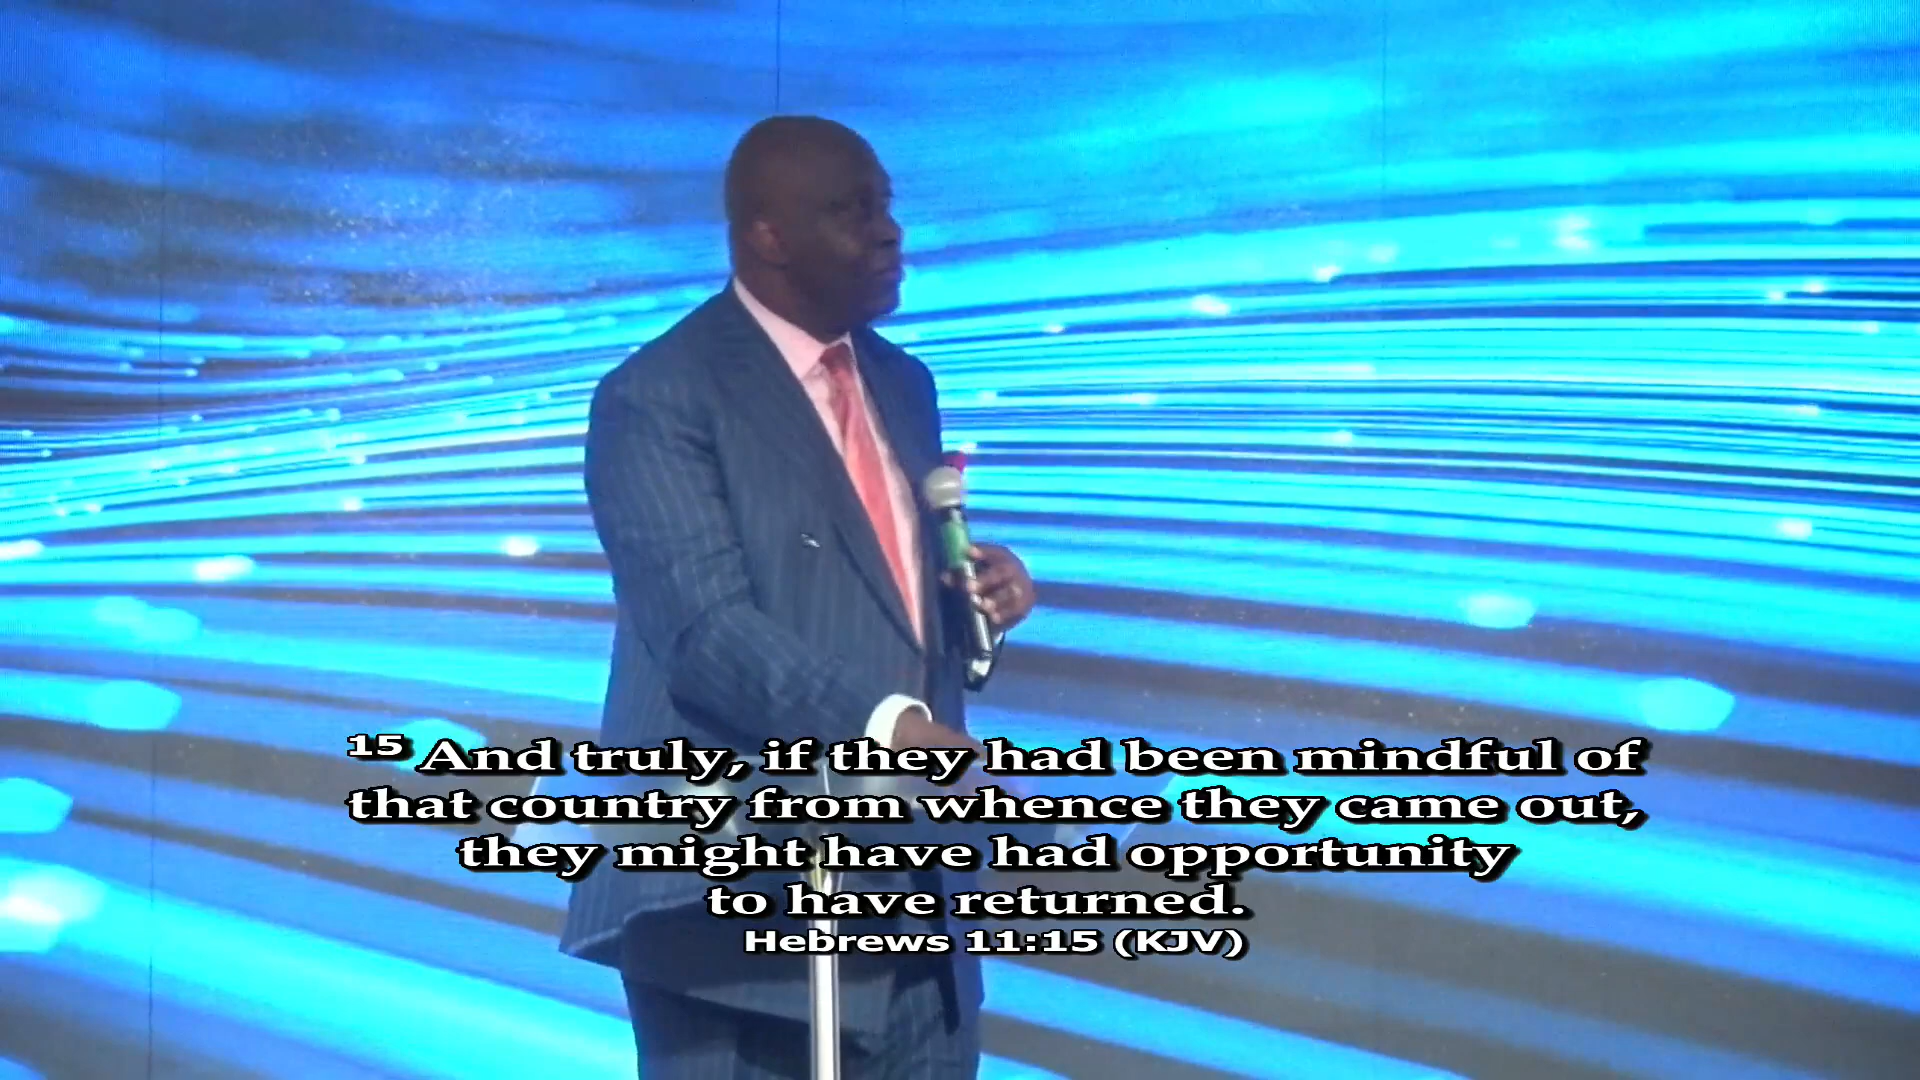 15 And truly, if they had been mindful of
that country from whence they came out,
they might have had opportunity
to have returned.
Hebrews 11:15 (KJV)